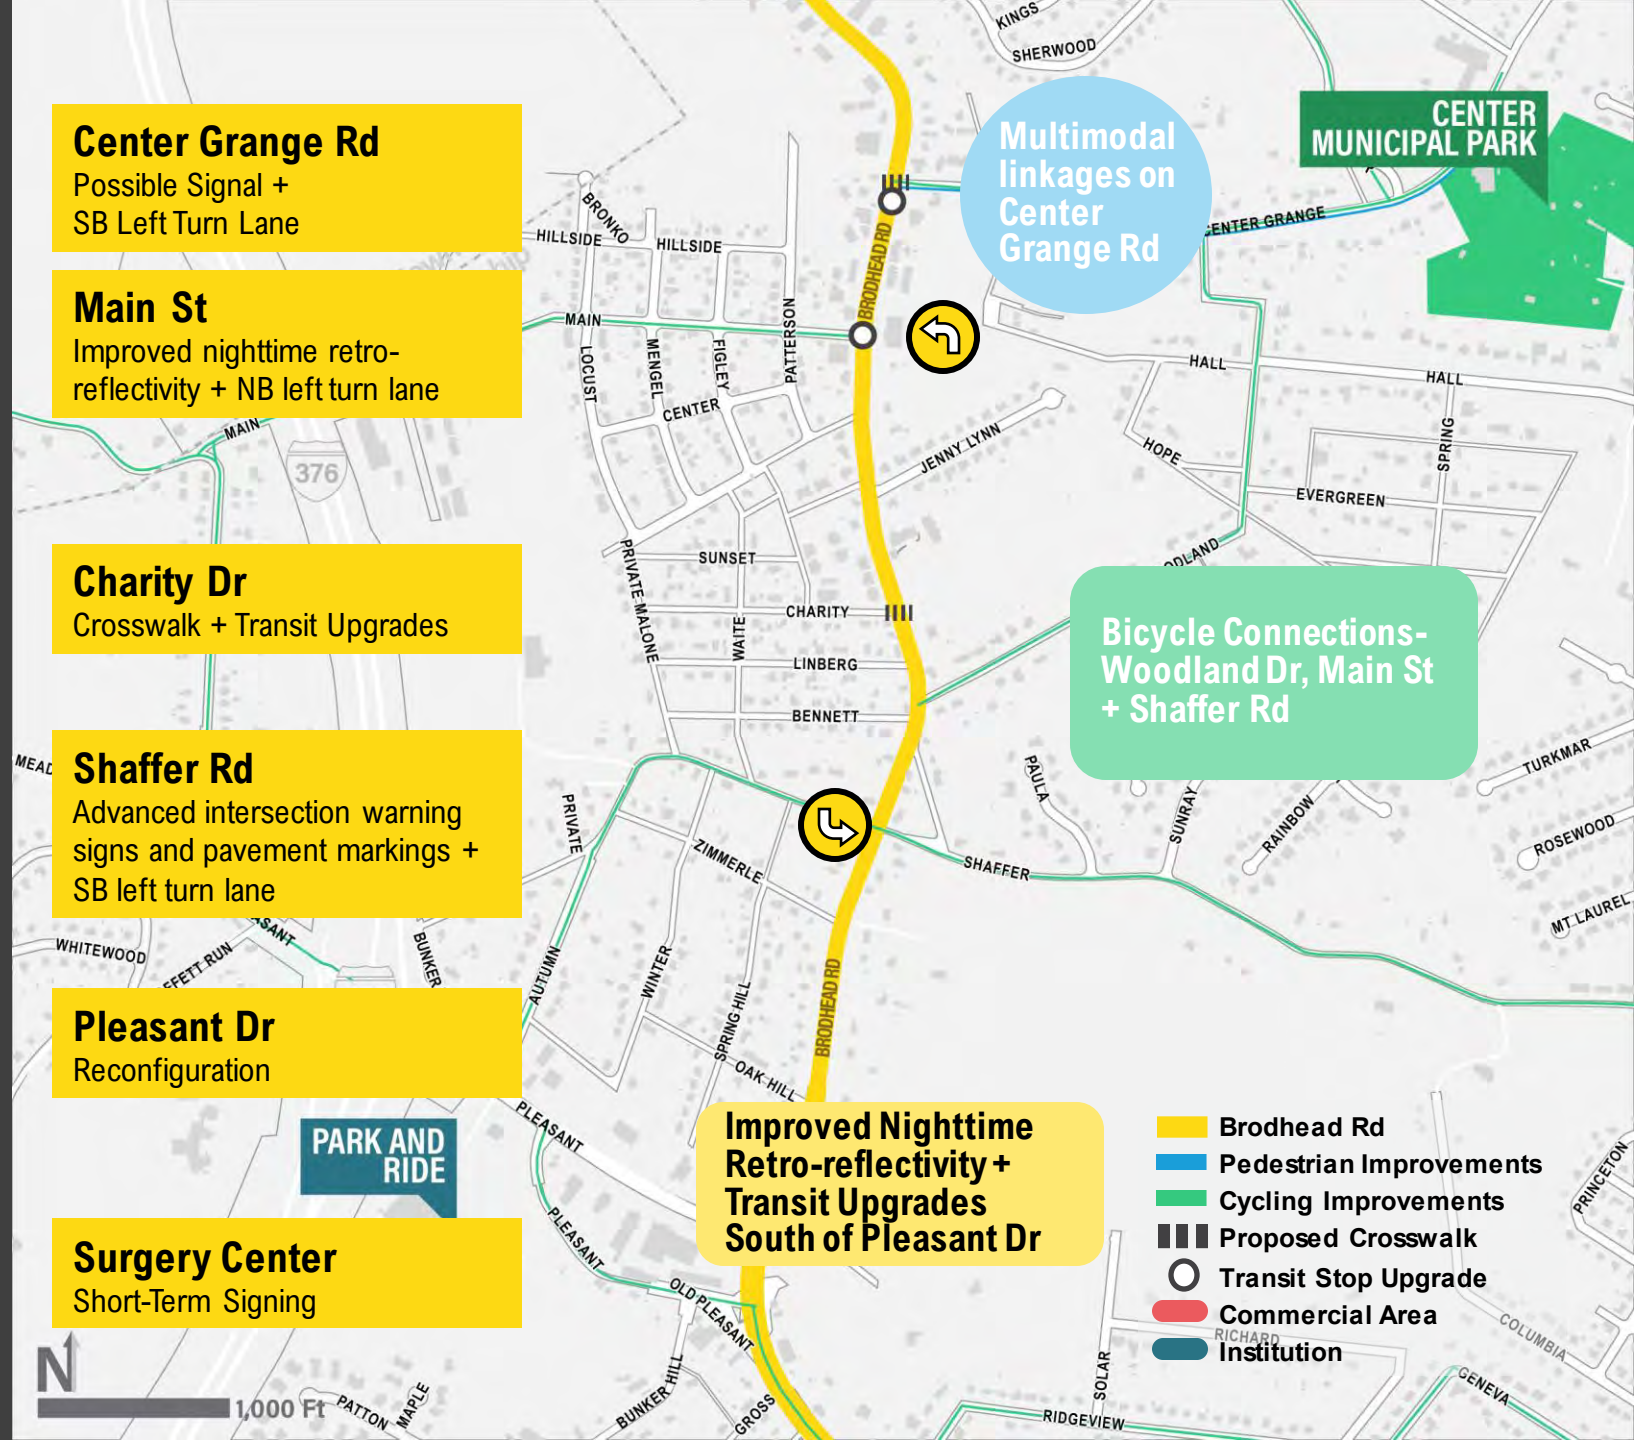 KINGS
SHERWOOD
CENTER
MUNICIPAL PARK
Center Grange Rd
Possible Signal +
SB Left Turn Lane
Multimodal
linkages on
Center
Grange Rd
BRONKO
HILLSIDE
HILLSIDE
CENTER GRANGE
BRODHEAD RD
Main St
Improved nighttime retro-
reflectivity + NB left turn lane
MAIN
LOCUST
MENGEL
FIGLEY
PATTERSON
CENTER
HALL
HALL
MAIN
376
JENNY LYNN
HOPE
SPRING
EVERGREEN
Charity Dr
Crosswalk + Transit Upgrades
PRIVATE MALONE
SUNSET
CHARITY
WAITE
LINBERG
BENNETT
ODLAND
Bicycle Connections-
Woodland Dr, Main St
+ Shaffer Rd
MEAD
Shaffer Rd
Advanced intersection warning
signs and pavement markings +
SB left turn lane
PRIVATE
ZIMMERLE
SHAFFER
PAULA
SUNRAY
RAINBOW
TURKMAR
ROSEWOOD
MT LAUREL
WHITEWOOD
FFETT RUN
ASANT
BUNKER
AUTUMN
WINTER
SPRING HILL
BRODHEAD RD
OAK HILL
Pleasant Dr
Reconfiguration
PLEASANT
PARK AND
RIDE
Improved Nighttime
Retro-reflectivity +
Transit Upgrades
South of Pleasant Dr
Brodhead Rd
Pedestrian Improvements
Cycling Improvements
Proposed Crosswalk
Transit Stop Upgrade
Commercial Area
Institution
PRINCETON
Surgery Center
Short-Term Signing
PLEASANT
OLD PLEASANT
RICHARD
COLUMBIA
SOLAR
GENEVA
RIDGEVIEW
N
1,000 Ft
PATTON
MAPLE
BUNKER HILL
GROSS